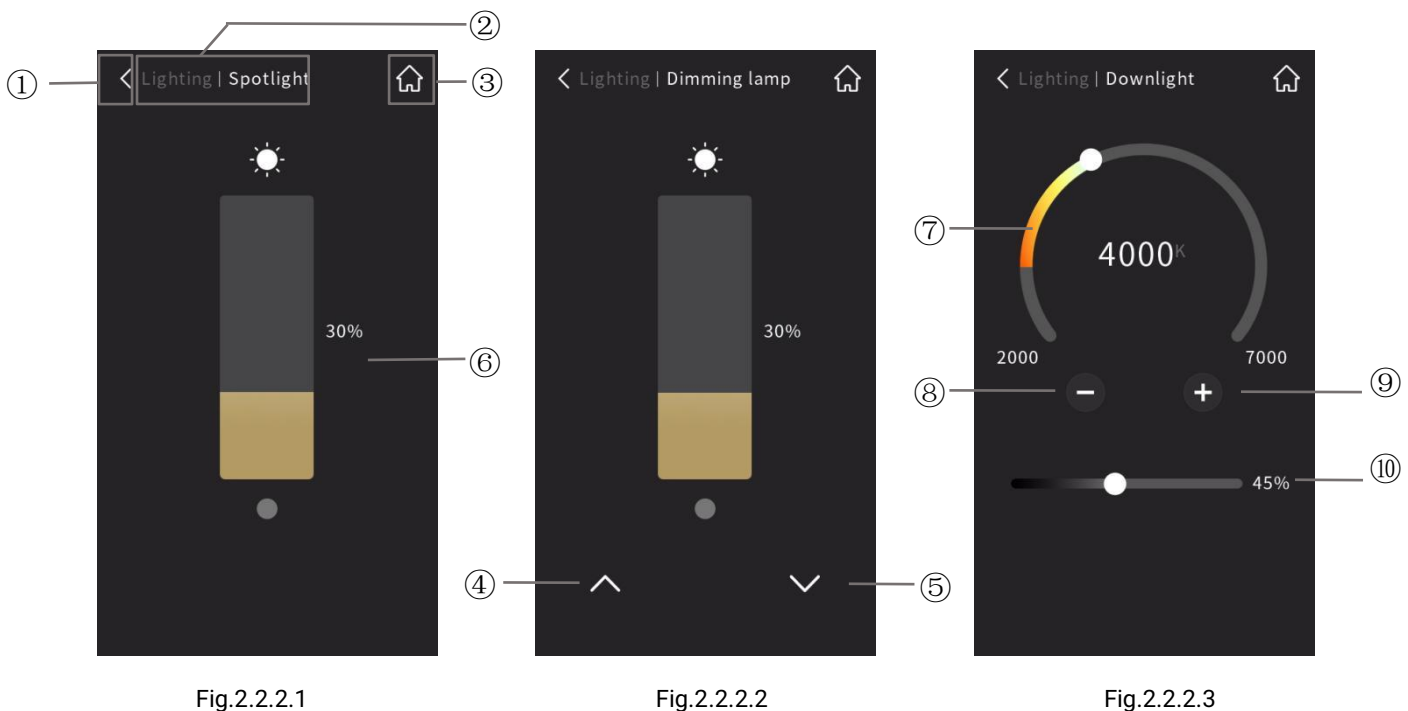 ②
①
Lighting | Spotlight
③
Lighting | Dimming lamp
Lighting | Downlight
⑦
4000K
30%
⑥
30%
2000
7000
⑧
⑨
⑩
45%
④
⑤
Fig.2.2.2.1
Fig.2.2.2.2
Fig.2.2.2.3